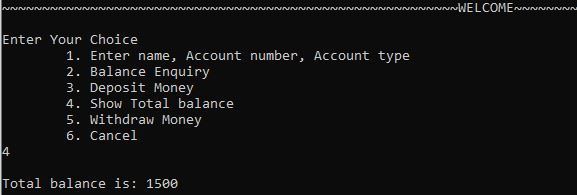 ~~~~~~~~~~~~~~~~~~~~~~~~~~~~~~~~~~~~~~~~~~~~~~~~~~~~~~~~~WELCOME~~~~~~~~
Enter Your Choice
1. Enter name, Account number, Account type
2. Balance Enquiry
3. Deposit Money
4. Show Total balance
5. Withdraw Money
6. Cancel
4
Total balance is: 1500